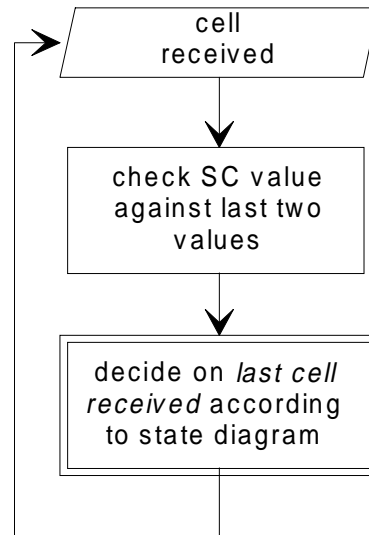 cell
received
check SC value
against last two
values
decide on last cell
received according
to state diagram